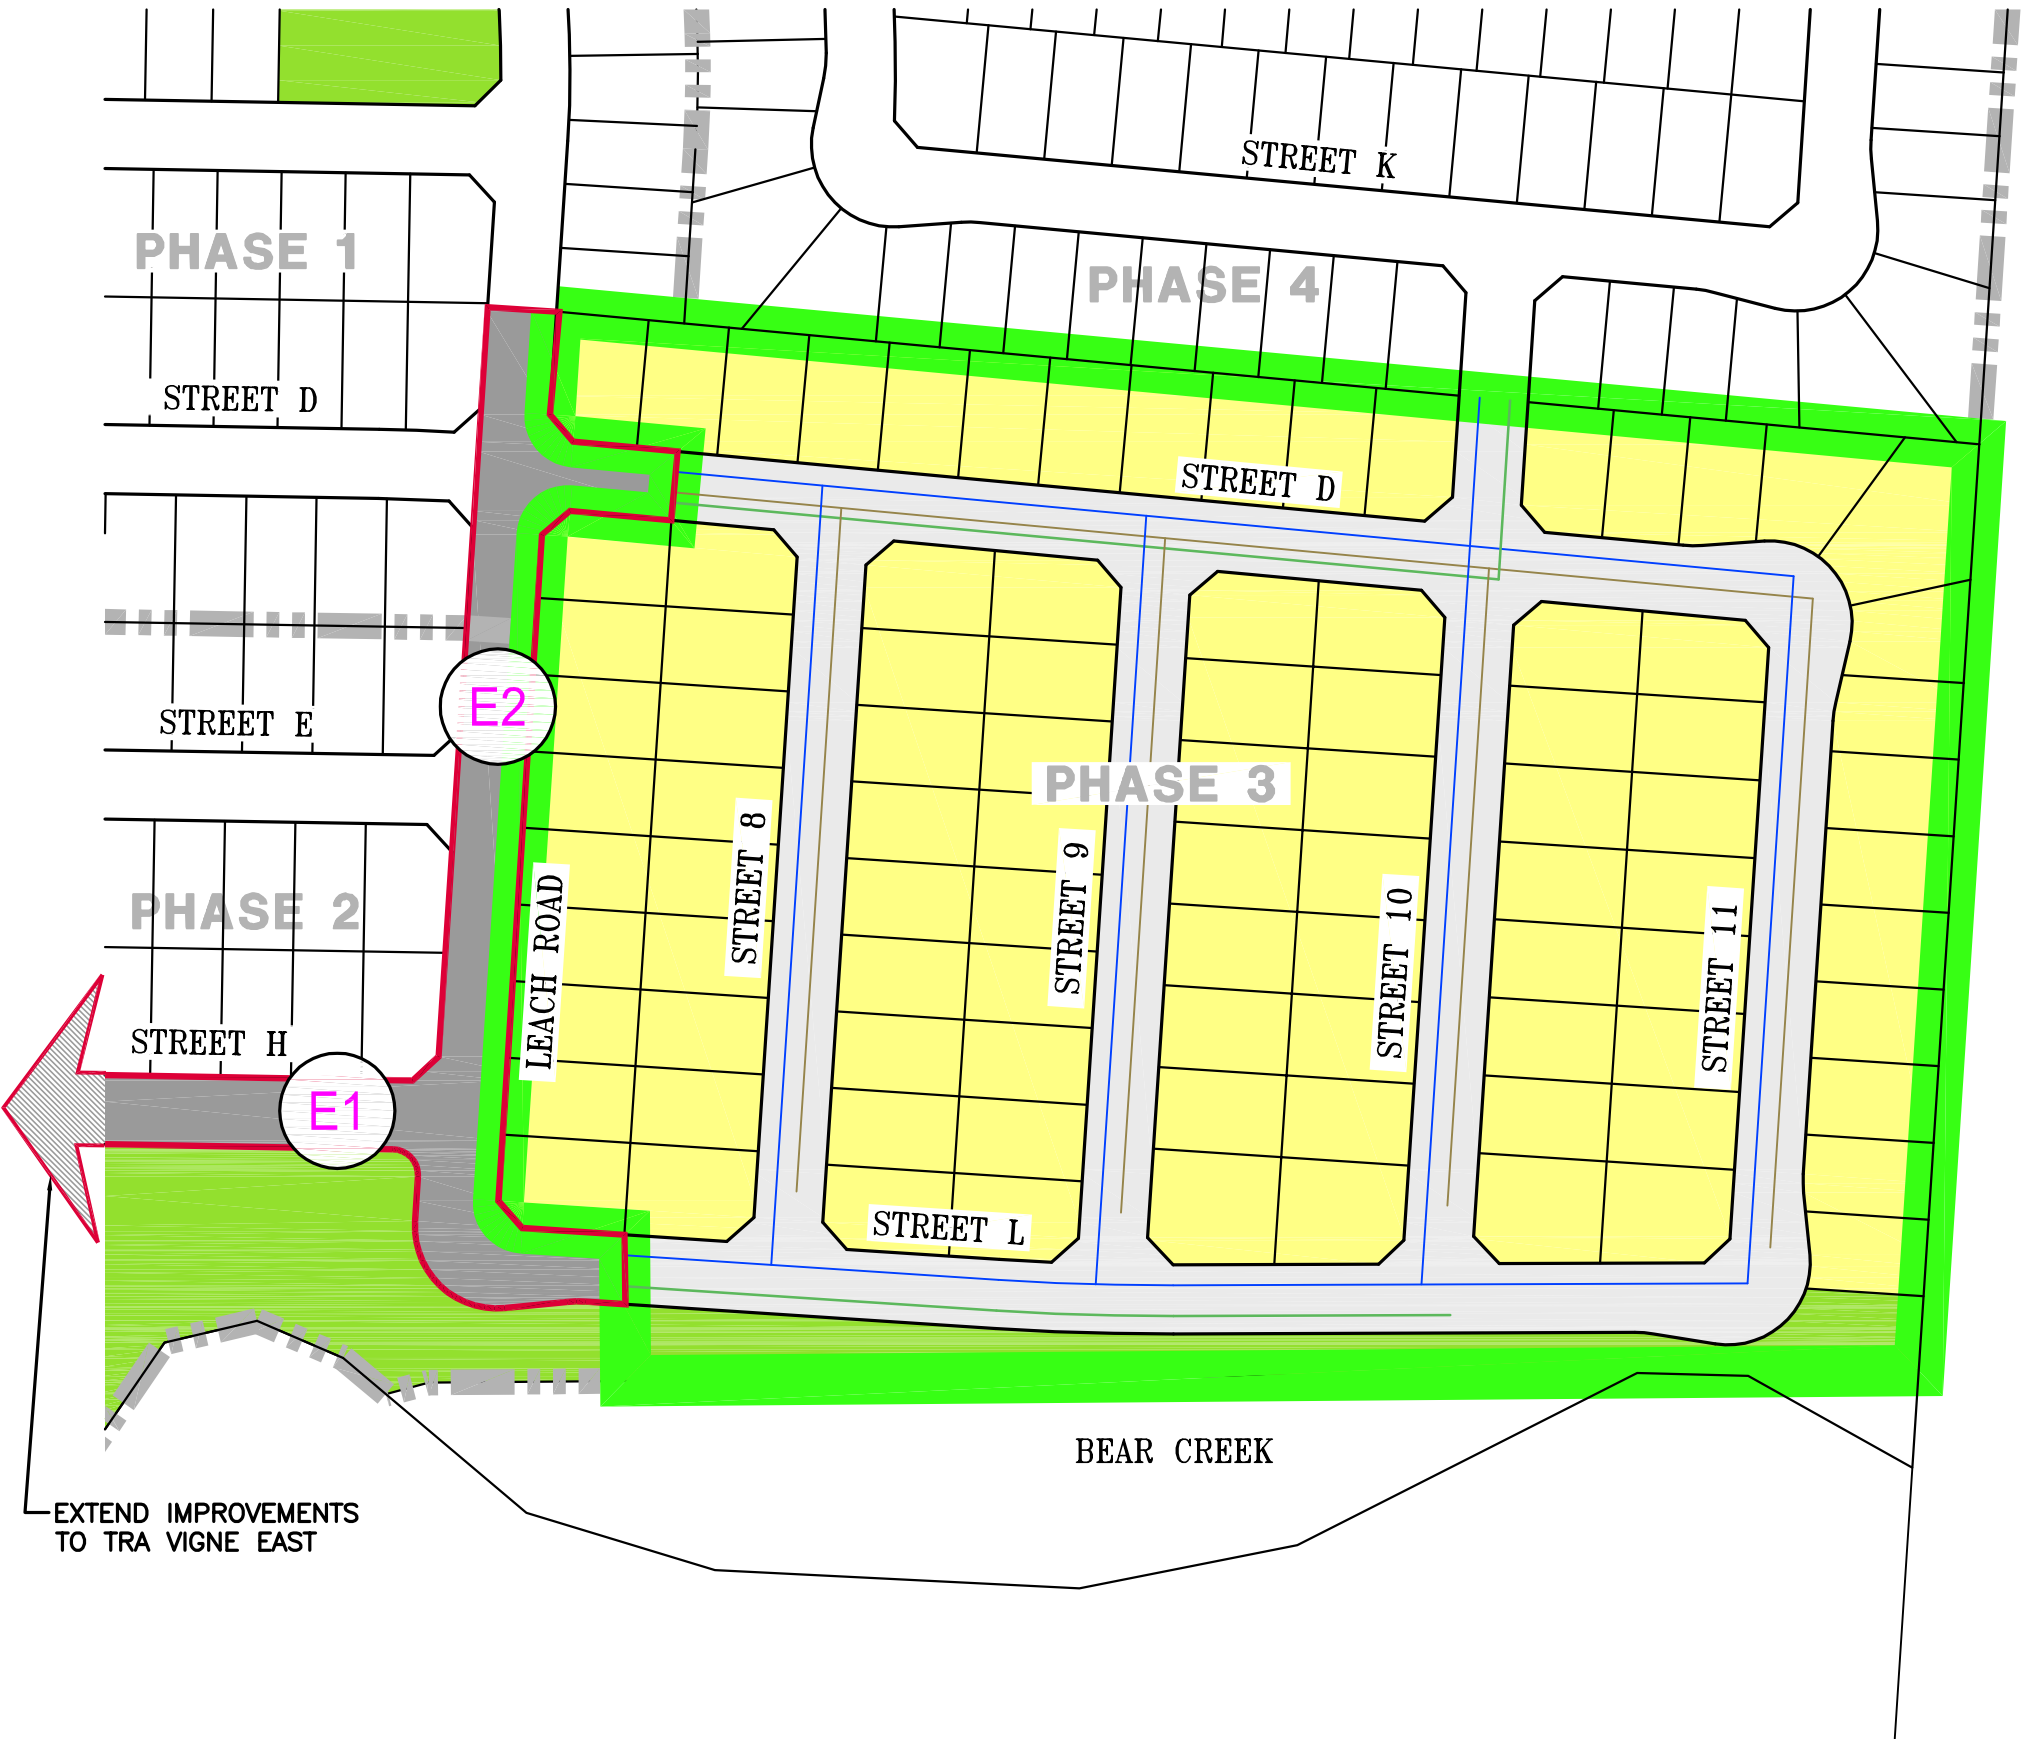 STREET K
PHASE 1
PHASE 4
STREET D
STREET D
STREET E
E2
PHASE 3
STREET 8
STREET 9
STREET 10
STREET 11
LEACH ROAD
PHASE 2
STREET H
E1
STREET L
BEAR CREEK
EXTEND IMPROVEMENTS
TO TRA VIGNE EAST